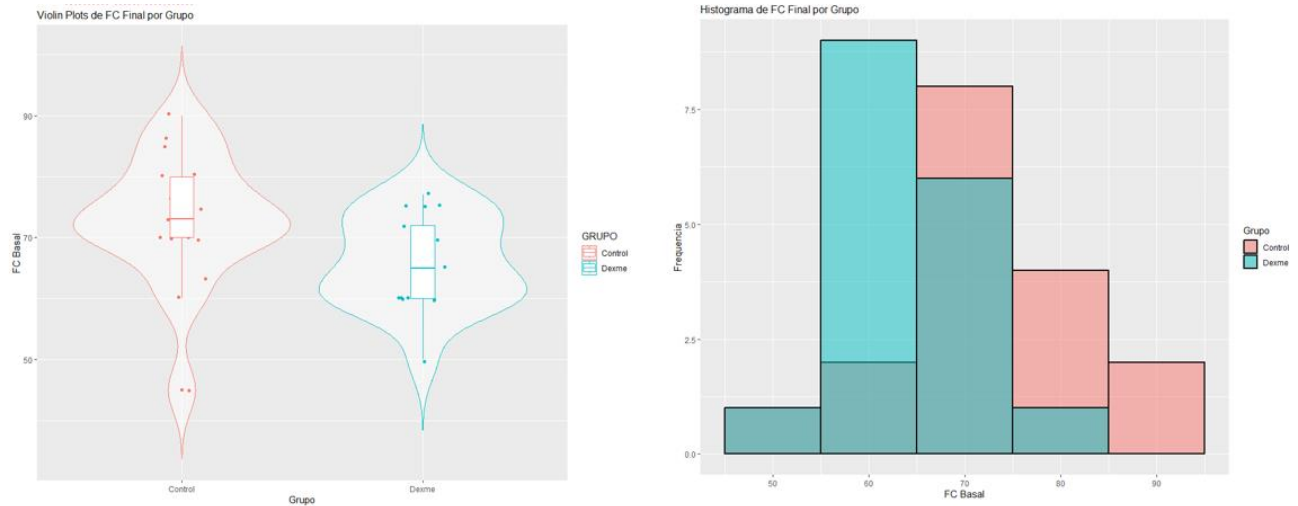 Violin Plots de FC Final por Grupo
FC Basal
90
70
50
Control
Dexme
Grupo
GRUPO
Control
Dexme
Histograma de FC Final por Grupo
Frequencia
7.5
5.0
2.5
0.0
50
60
70
80
90
FC Basal
Grupo
Control
Dexme